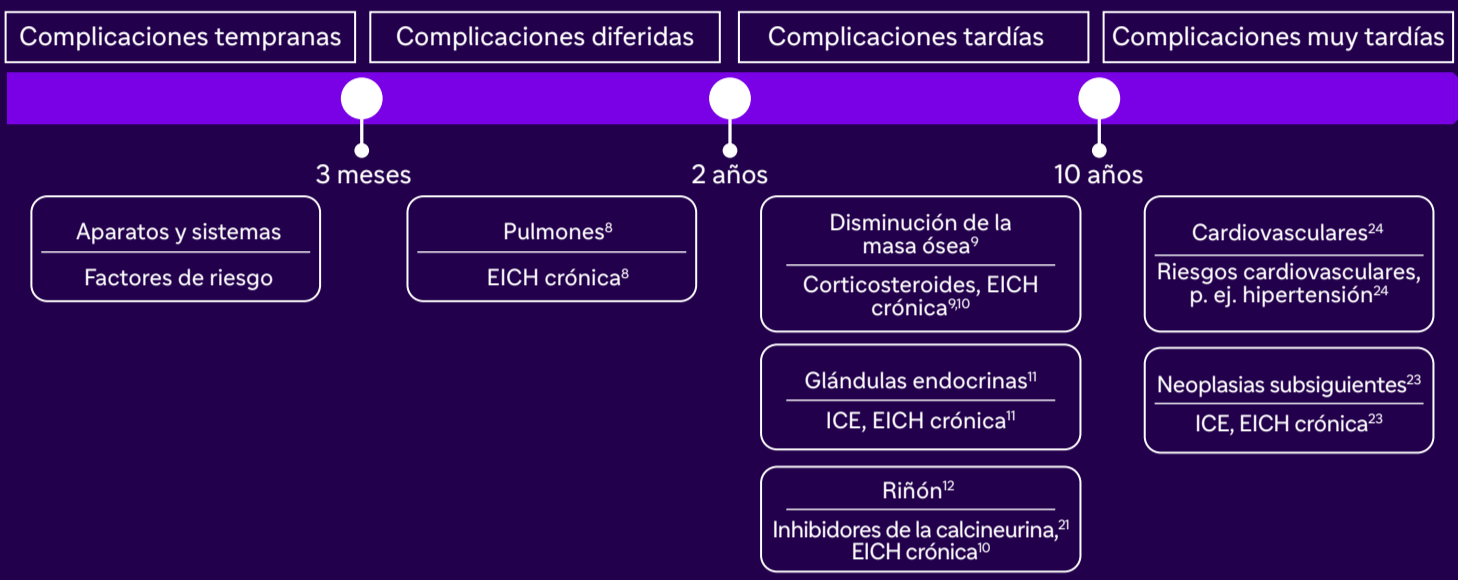 Complicaciones tempranas
Complicaciones diferidas
Complicaciones tardías
Complicaciones muy tardías
3 meses
2 años
10 años
Aparatos y sistemas
Factores de riesgo
Pulmones⁸
EICH crónica⁸
Disminución de la
masa ósea⁹
Corticosteroides, EICH
crónica⁹,¹⁰
Glándulas endocrinas¹¹
ICE, EICH crónica¹¹
Riñón¹²
Inhibidores de la calcineurina,²¹
EICH crónica¹⁰
Cardiovasculares²⁴
Riesgos cardiovasculares,
p. ej. hipertensión²⁴
Neoplasias subsiguientes²³
ICE, EICH crónica²³